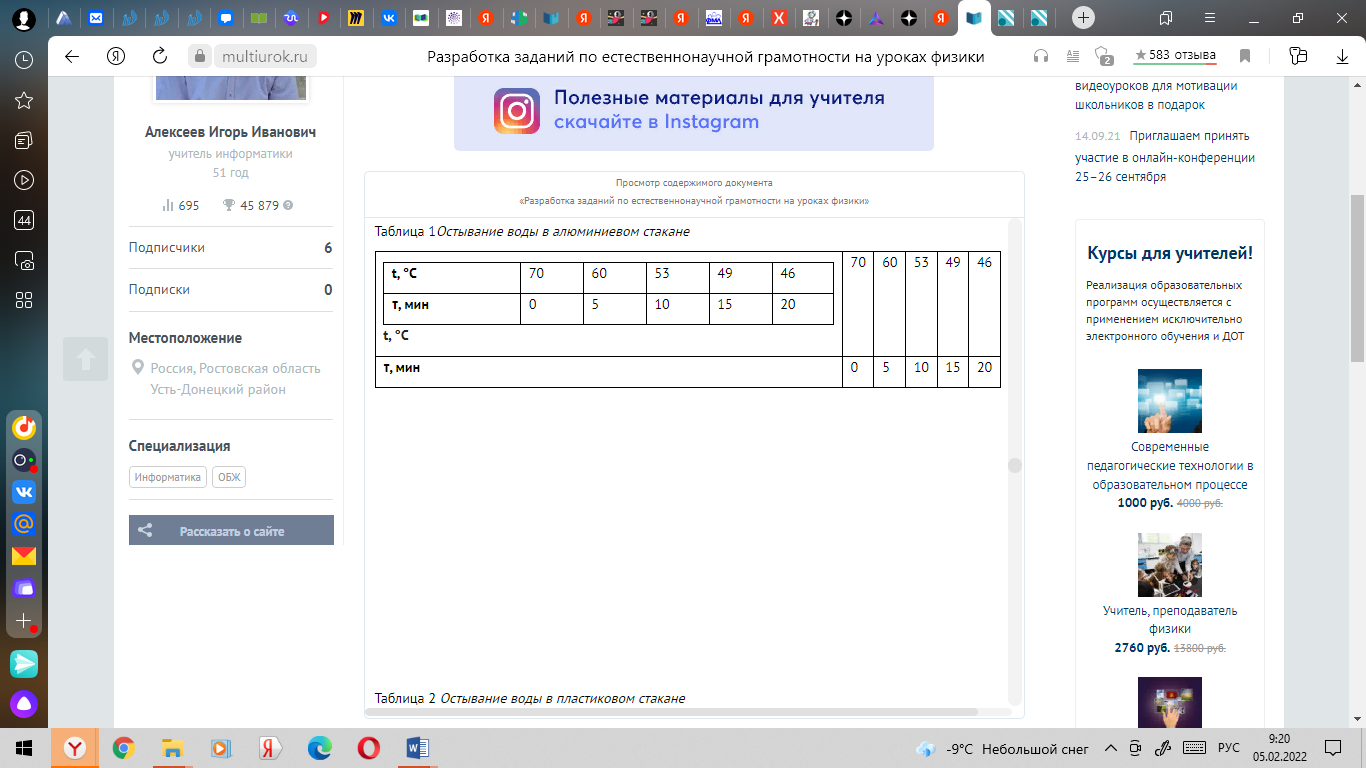 multiurok.ru
Разработка заданий по естественнонаучной грамотности на уроках физики
583 отзыва
2
44
Алексеев Игорь Иванович
учитель информатики
51 год
695 45 879
Подписчики 6
Подписки 0
Местоположение
Россия, Ростовская область
Усть-Донецкий район
Специализация
Информатика ОБЖ
Рассказать о сайте
Полезные материалы для учителя
скачайте в Instagram
Просмотр содержимого документа
«Разработка заданий по естественнонаучной грамотности на уроках физики»
Таблица 1Остывание воды в алюминиевом стакане
t, °C 70 60 53 49 46
τ, мин 0 5 10 15 20
t, °C 70 60 53 49 46
τ, мин 0 5 10 15 20
Таблица 2 Остывание воды в пластиковом стакане
видеоуроков для мотивации
школьников в подарок
14.09.21 Приглашаем принять
участие в онлайн-конференции
25–26 сентября
Курсы для учителей!
Реализация образовательных
программ осуществляется с
применением исключительно
электронного обучения и ДОТ
Современные
педагогические технологии в
образовательном процессе
1000 руб. 4000 руб.
Учитель, преподаватель
физики
2760 руб. 13800 руб.
-9°C Небольшой снег
РУС
9:20
05.02.2022